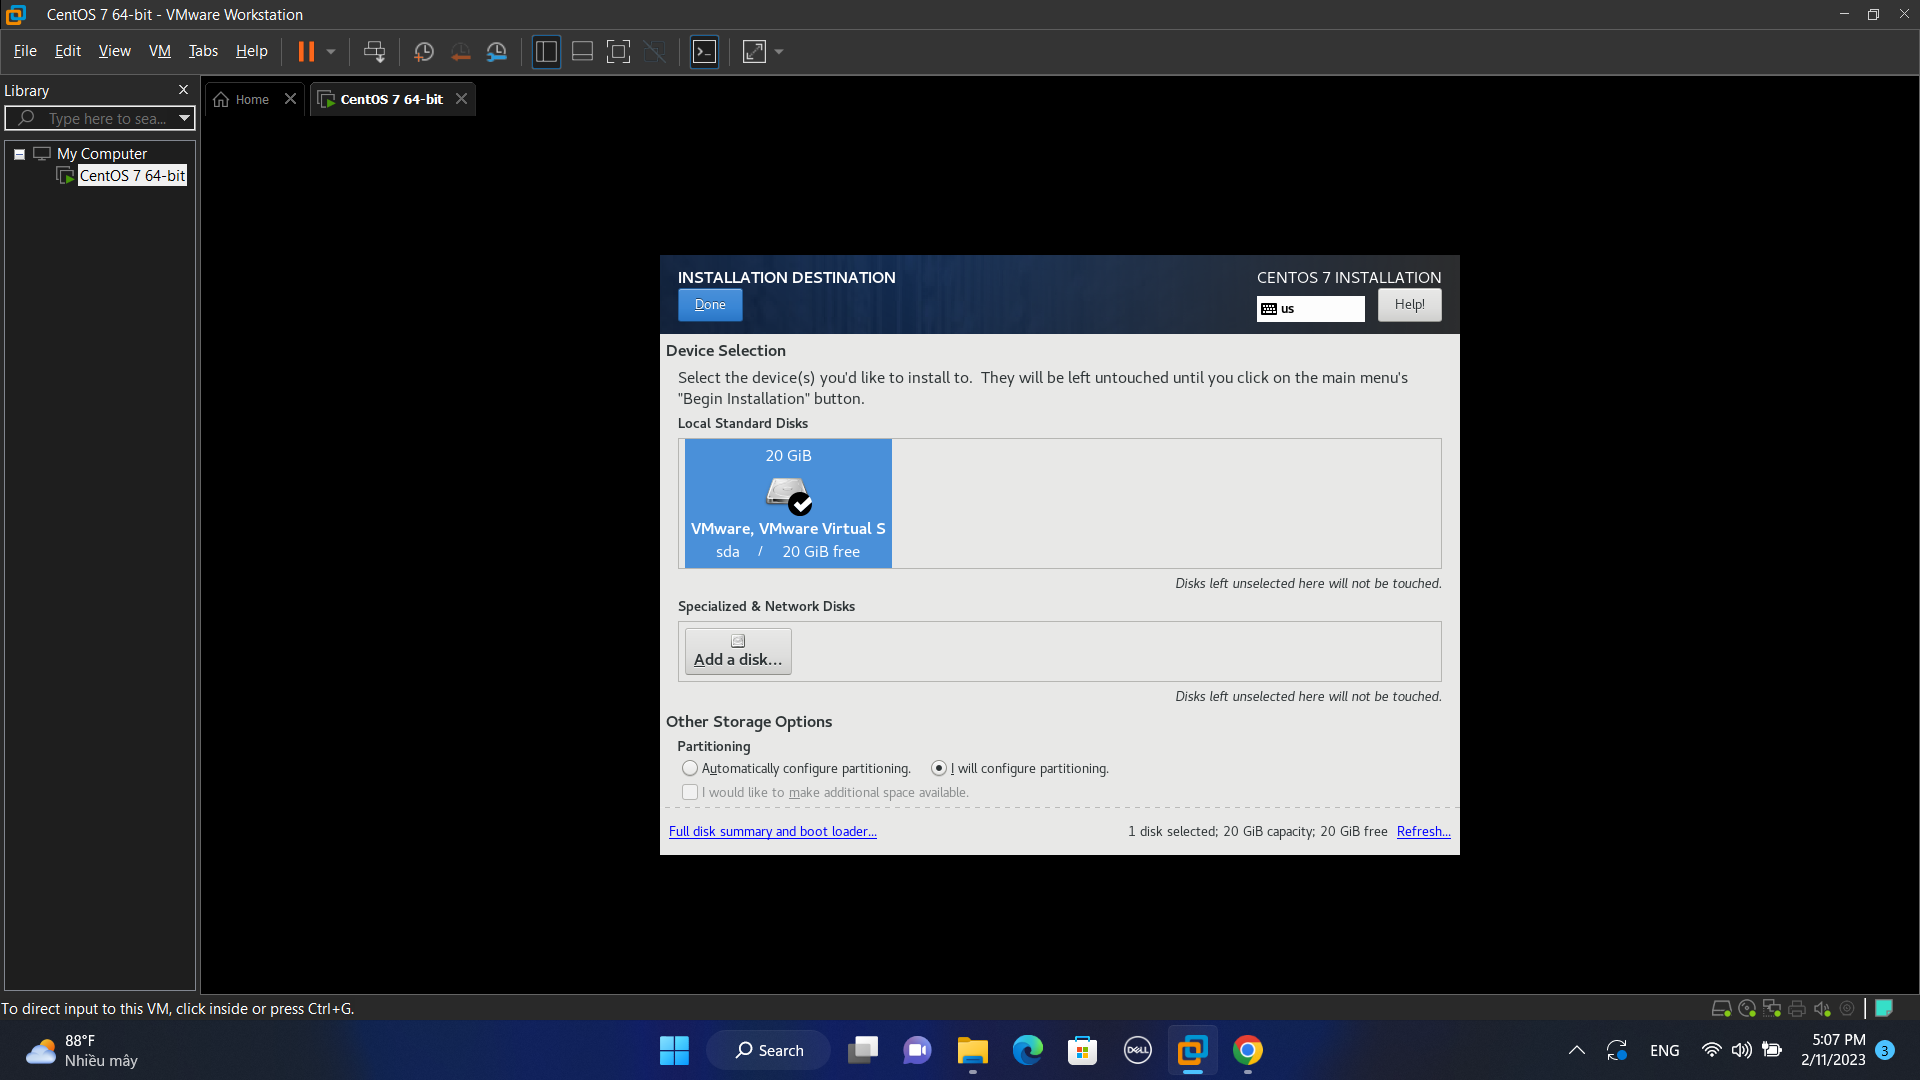 CentOS 7 64-bit - VMware Workstation
File Edit View VM Tabs Help
Library
Type here to sea...
My Computer
CentOS 7 64-bit
Home
CentOS 7 64-bit
INSTALLATION DESTINATION
Done
CENTOS 7 INSTALLATION
us
Help!
Device Selection
Select the device(s) you'd like to install to. They will be left untouched until you click on the main menu's
"Begin Installation" button.
Local Standard Disks
20 GiB
VMware, VMware Virtual S
sda / 20 GiB free
Disks left unselected here will not be touched.
Specialized & Network Disks
Add a disk...
Disks left unselected here will not be touched.
Other Storage Options
Partitioning
Automatically configure partitioning. I will configure partitioning.
I would like to make additional space available.
Full disk summary and boot loader... 1 disk selected; 20 GiB capacity; 20 GiB free Refresh...
To direct input to this VM, click inside or press Ctrl+G.
88°F
Nhiều mây
Search
DELL
ENG
5:07 PM
2/11/2023
3